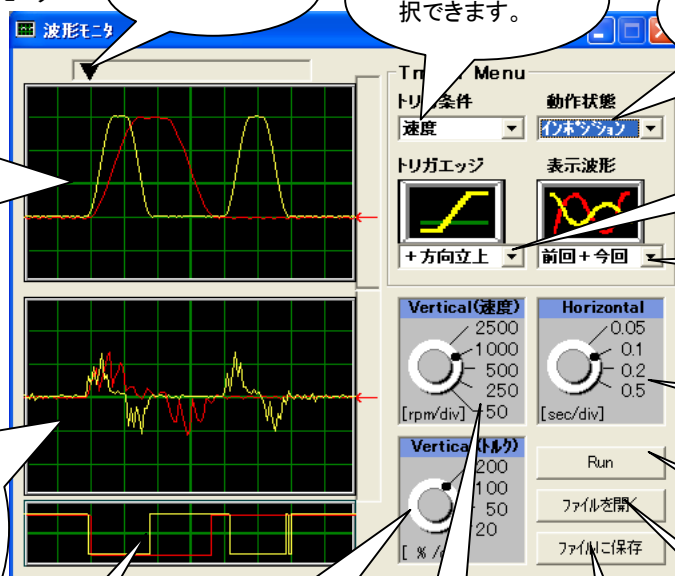 択できます。
波形モニタ
Menu
条件
動作状態
速度
インポジション
トリガエッジ
表示波形
+方向立上
前回+今回
Vertical(速度)
2500
1000
500
250
50
[rpm/div]
Horizontal
0.05
0.1
0.2
0.5
[sec/div]
Vertical(トルク)
200
100
50
20
[ %
Run
ファイルを開く
ファイルに保存